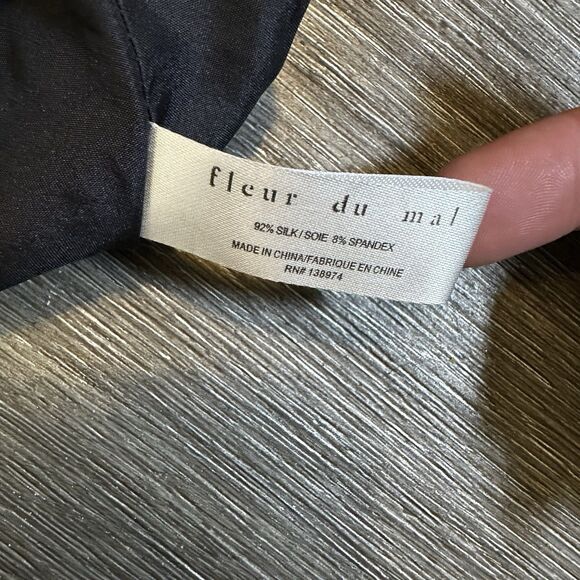 fleur du mal
92% SILK/SOIE 8% SPANDEX
MADE IN CHINA/FABRIQUE EN CHINE
RN# 138974